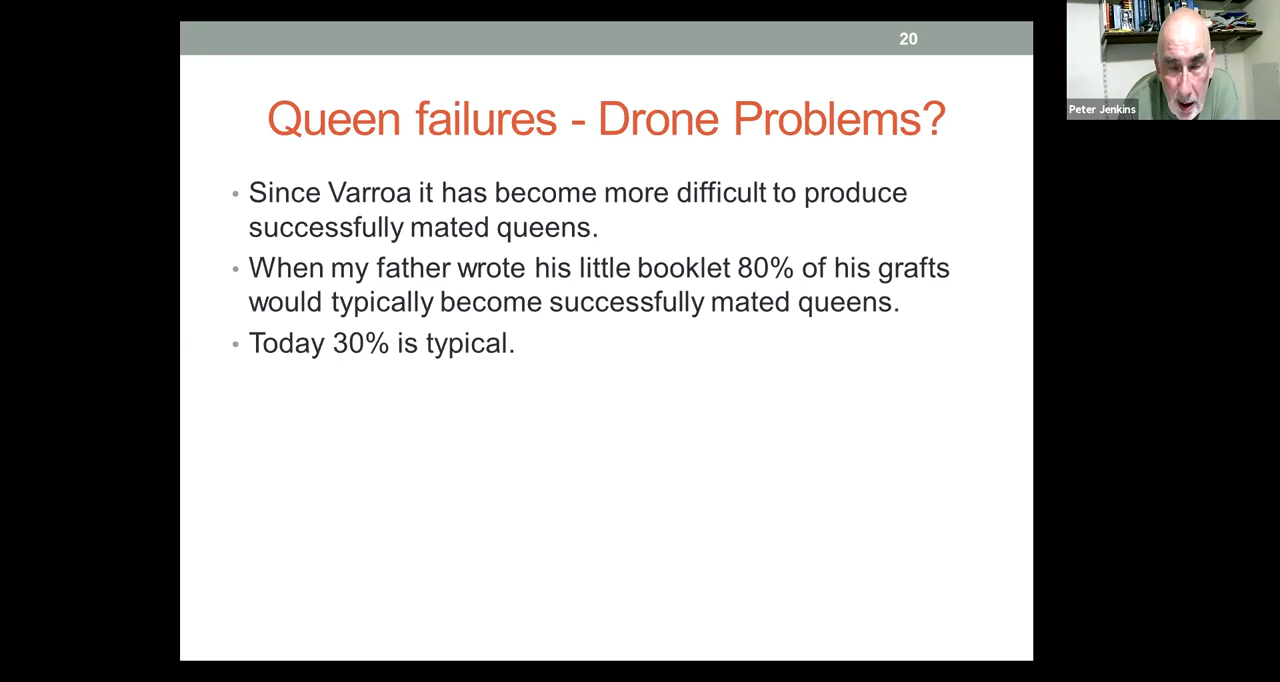 20
Peter Jenkins
Queen failures - Drone Problems?
• Since Varroa it has become more difficult to produce
successfully mated queens.
• When my father wrote his little booklet 80% of his grafts
would typically become successfully mated queens.
• Today 30% is typical.